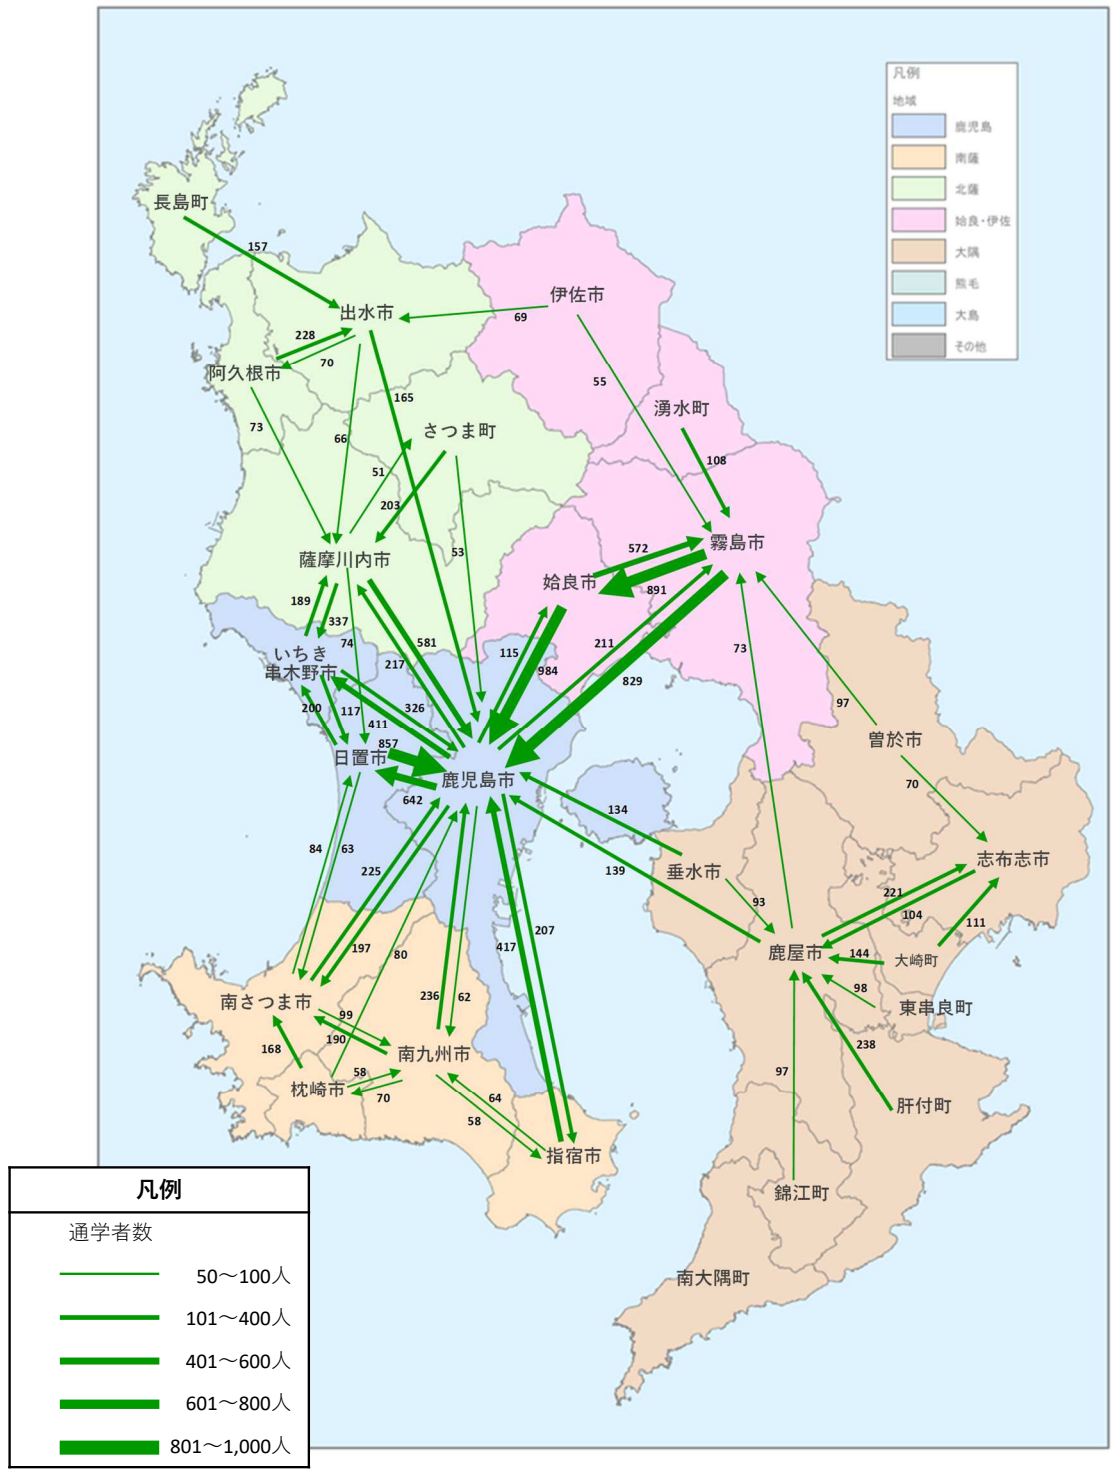 凡例
地域
鹿児島
南薩
北薩
姶良・伊佐
大隅
熊毛
大島
その他
長島町
157
出水市
伊佐市
69
228
70
阿久根市
55
165
湧水町
73
66
さつま町
51
108
203
霧島市
53
572
薩摩川内市
姶良市
891
189
337
74
581
115
211
いちき
串木野市
217
984
829
73
200
117
326
97
411
857
日置市
鹿児島市
曽於市
642
70
134
84
63
志布志市
225
139
垂水市
93
221
104
111
207
417
197
80
鹿屋市
144
大崎町
98
236
62
南さつま市
東串良町
99
190
168
南九州市
238
58
97
枕崎市
70
64
58
肝付町
指宿市
錦江町
南大隅町
凡例
通学者数
50～100人
101～400人
401～600人
601～800人
801～1,000人